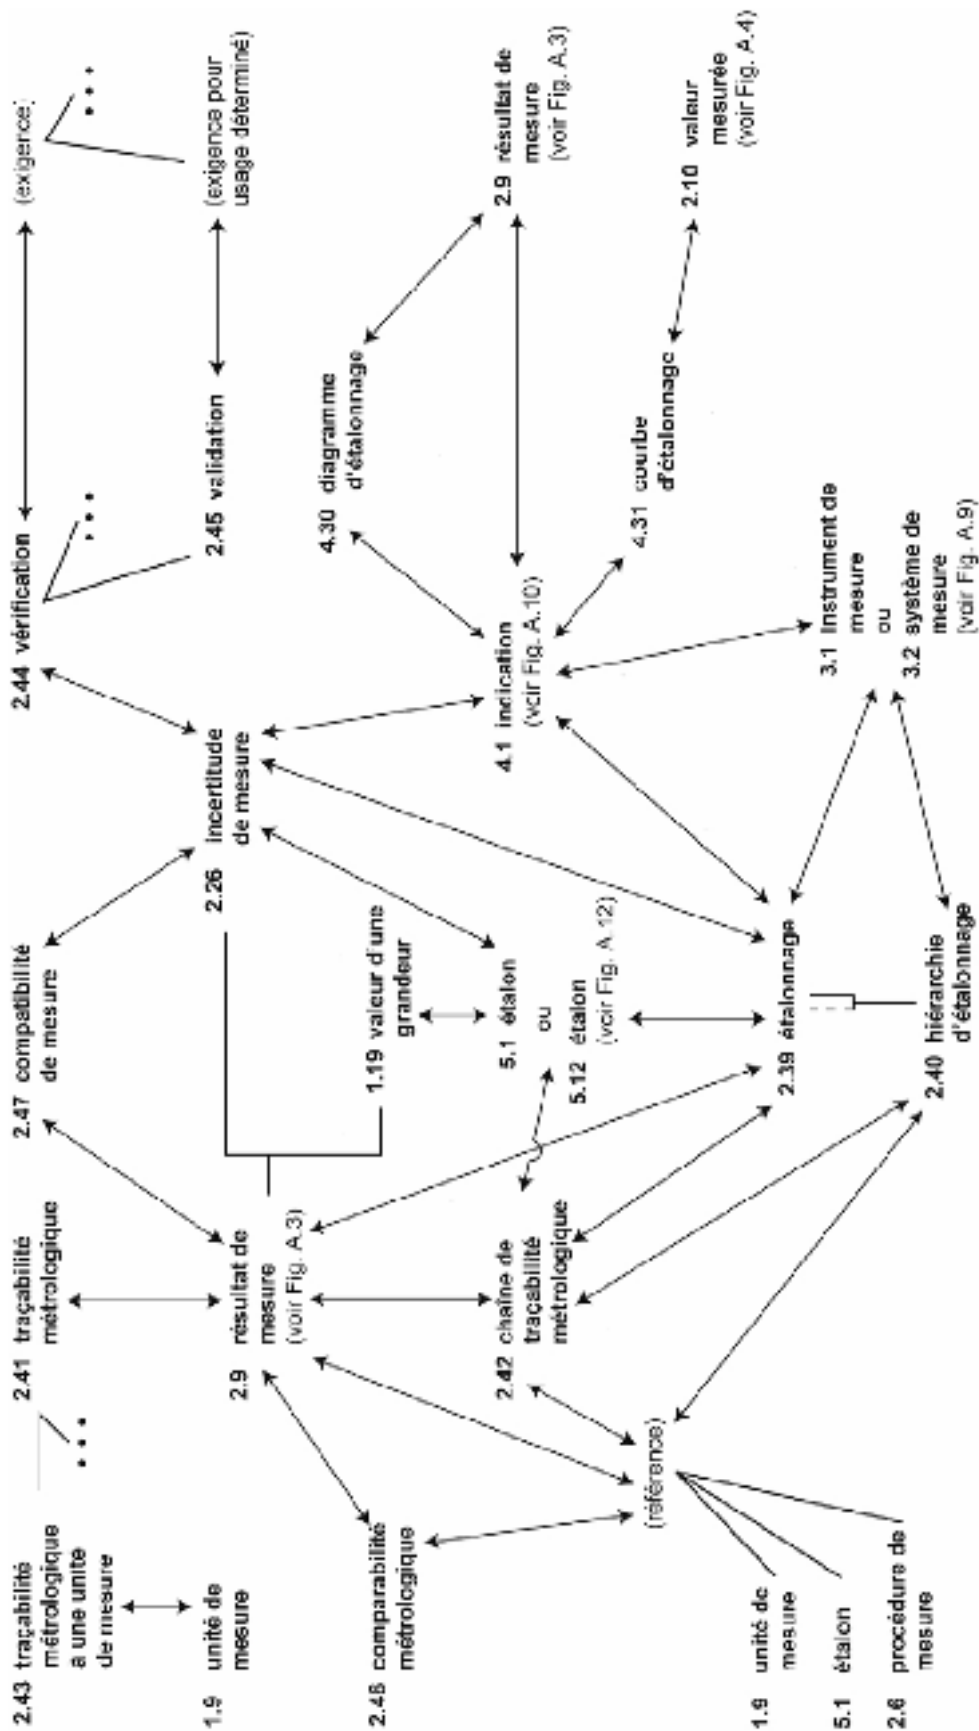 2.43 traçabilité
métrologique
a une unite
de mesure
1.9 unité de
mesure
2.46 comparabilité
métrologique
1.9 unité de
mesure
5.1 étalon
2.6 procédure de
mesure
2.41 traçabilité
métrologique
2.9 résultat de
mesure
(voir Fig. A.3)
2.42 chaîne de
traçabilité
métrologique
(référence)
2.47 compatibilité
de mesure
1.19 valeur d'une
grandeur
5.1 étalon
ou
5.12 étalon
(voir Fig. A.12)
2.39 étalonnage
2.40 hiérarchie
d'étalonnage
2.26 incertitude
de mesure
2.44 vérification
2.45 validation
4.1 indication
(voir Fig. A.10)
3.1 Instrument de
mesure
ou
3.2 système de
mesure
(voir Fig. A.9)
4.30 diagramme
d'étalonnage
4.31 courbe
d'étalonnage
(exigence)
(exigence pour
usage déterminé)
2.9 résultat de
mesure
(voir Fig. A.3)
2.10 valeur
mesurée
(voir Fig. A.4)